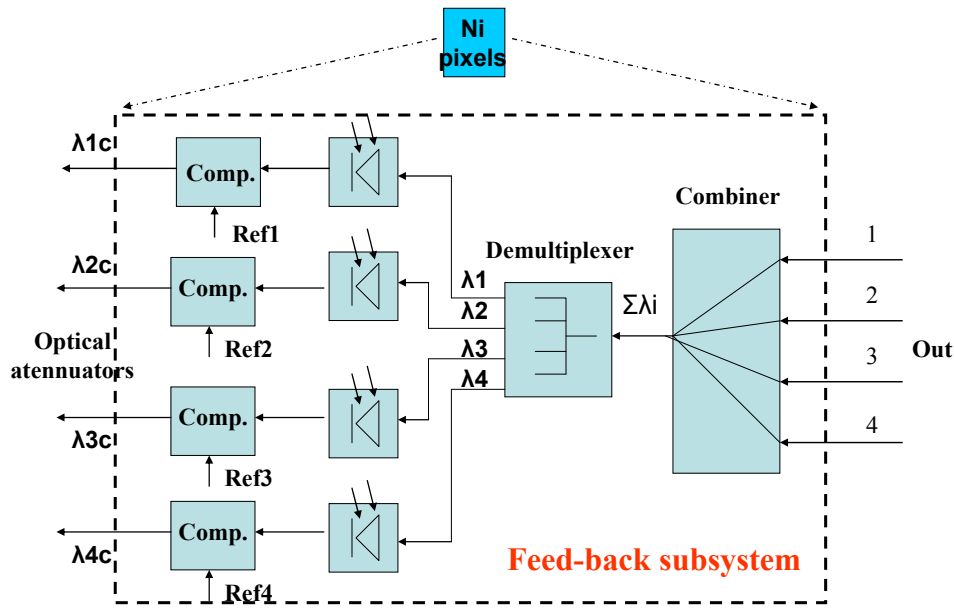 Ni
pixels
λ1c
Comp.
Ref1
λ2c
Comp.
Ref2
Optical
atennuators
λ3c
Comp.
Ref3
λ4c
Comp.
Ref4
Demultiplexer
λ1
λ2
λ3
λ4
Σλi
Combiner
1
2
3
4
Out
Feed-back subsystem